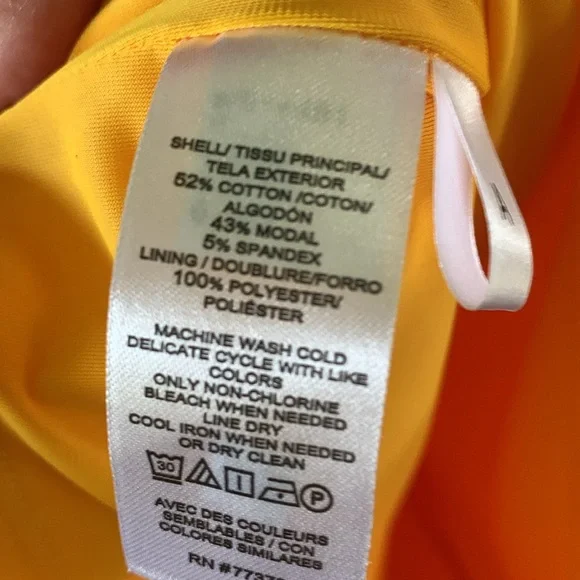 SHELL/ TISSU PRINCIPAL/
TELA EXTERIOR
52% COTTON /COTON/
ALGODÓN
43% MODAL
5% SPANDEX
LINING / DOUBLURE/FORRO
100% POLYESTER/
POLIÉSTER
MACHINE WASH COLD
DELICATE CYCLE WITH LIKE
COLORS
ONLY NON-CHLORINE
BLEACH WHEN NEEDED
LINE DRY
COOL IRON WHEN NEEDED
OR DRY CLEAN
30 P
AVEC DES COULEURS
SEMBLABLES / CON
COLORES SIMILARES
RN